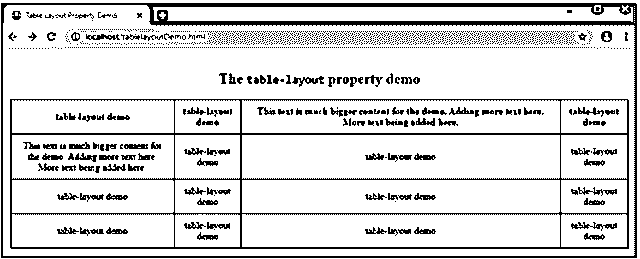 Table Layout Property Demo
localhost/tablelayoutDemo.html
The table-layout property demo
table-layout demo
table-layout
demo
This text is much bigger content for the demo. Adding more text here.
More text being added here.
table-layout
demo
This text is much bigger content for
the demo. Adding more text here
More text being added here
table-layout
demo
table-layout demo
table-layout
demo
table-layout demo
table-layout
demo
table-layout demo
table-layout
demo
table-layout demo
table-layout
demo
table-layout demo
table-layout
demo